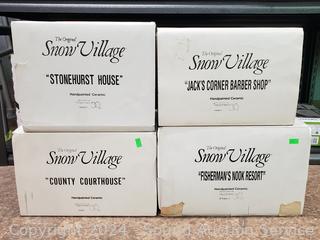 The Original
Snow Village
"STONEHURST HOUSE"
Handpainted Ceramic
The Original
Snow Village
"JACK'S CORNER BARBER SHOP"
Handpainted Ceramic
The Original
Snow Village
"COUNTY COURTHOUSE"
Handpainted Ceramic
The Original
Snow Village
"FISHERMAN'S NOOK RESORT"
Handpainted Ceramic
Copyright © 2024 - Sound Auction Service